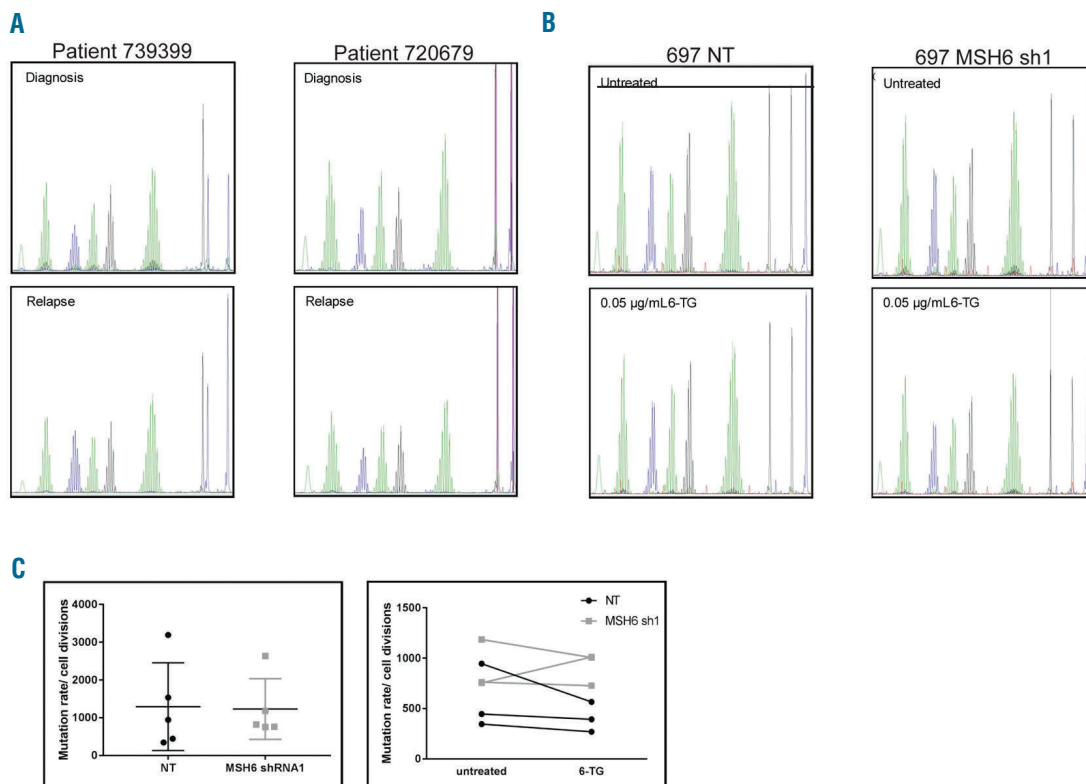 A
B
Patient 739399
Patient 720679
697 NT
697 MSH6 sh1
Diagnosis
Diagnosis
Untreated
Untreated
Relapse
Relapse
0.05 µg/mL6-TG
0.05 µg/mL6-TG
C
Mutation rate/ cell divisions
4000
3000
2000
1000
0
NT
MSH6 shRNA1
Mutation rate/ cell divisions
1500
1000
500
0
untreated
6-TG
NT
MSH6 sh1